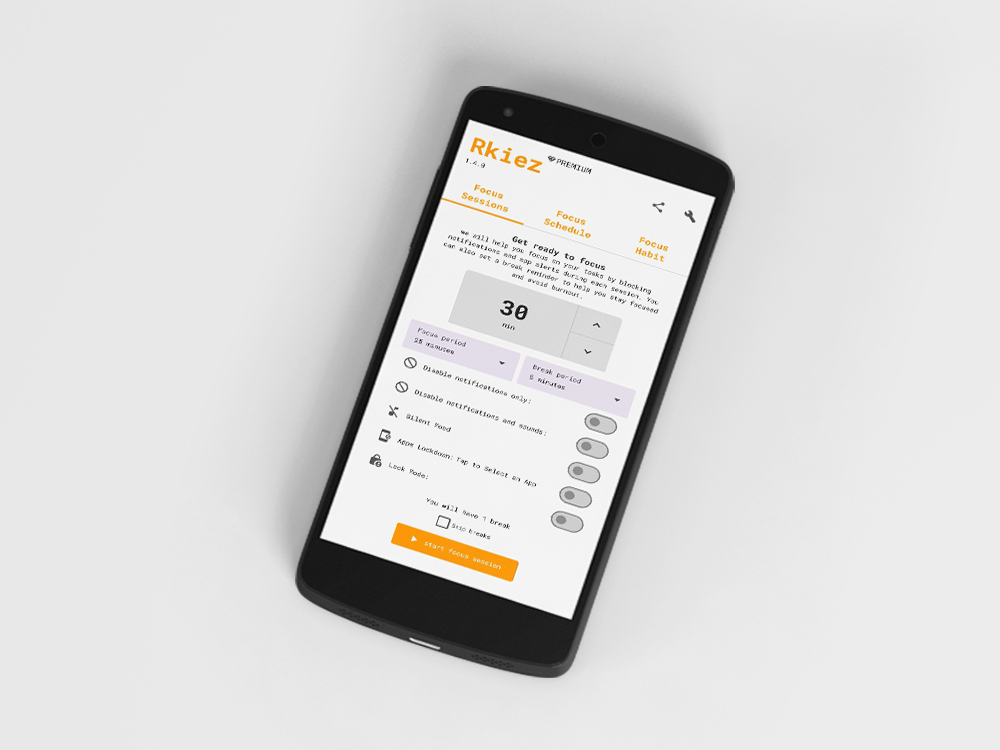 Rkiez
PREMIUM
1.4.0
Focus
Sessions
Focus
Schedule
Focus
Habit
Get ready to focus
we will help you focus on your tasks by blocking
notifications and app alerts during each session. You
can also set a break reminder to help you stay focused
and avoid burnout.
30
min
Focus period
25 minutes
Break period
5 minutes
Disable notifications only:
Disable notifications and sounds:
Silent Mood
Apps Lockdown: Tap to Select an App
Lock Mode:
You will have 1 break
Skip breaks
start focus session